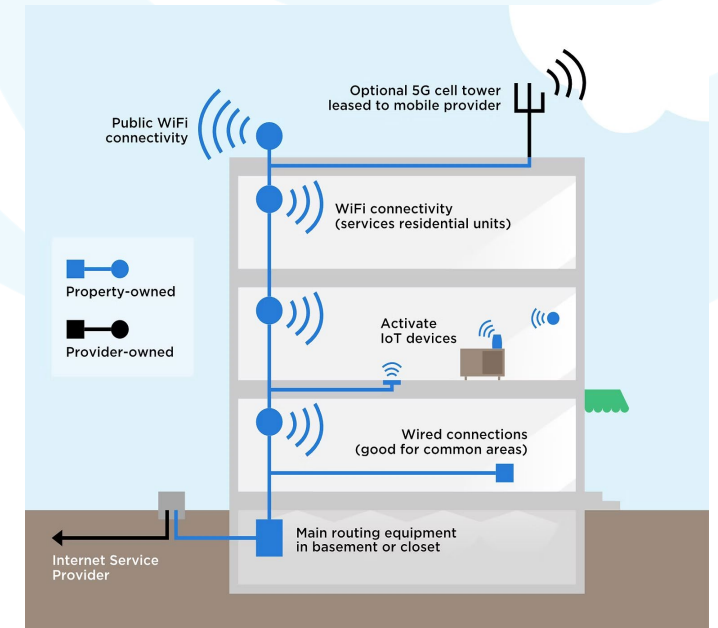 Optional 5G cell tower
leased to mobile provider
Public WiFi
connectivity
WiFi connectivity
(services residential units)
Property-owned
Provider-owned
Activate
IoT devices
Wired connections
(good for common areas)
Main routing equipment
in basement or closet
Internet Service
Provider